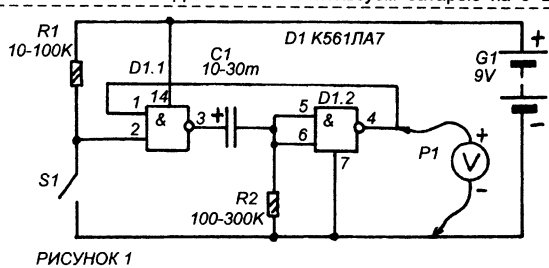 R1
10-100K
D1.1
C1
10-30m
D1 К561ЛА7
G1
9V
+
-
14
1
2
&
3
+
5
6
D1.2
&
4
7
P1
+
V
-
S1
R2
100-300K
РИСУНОК 1